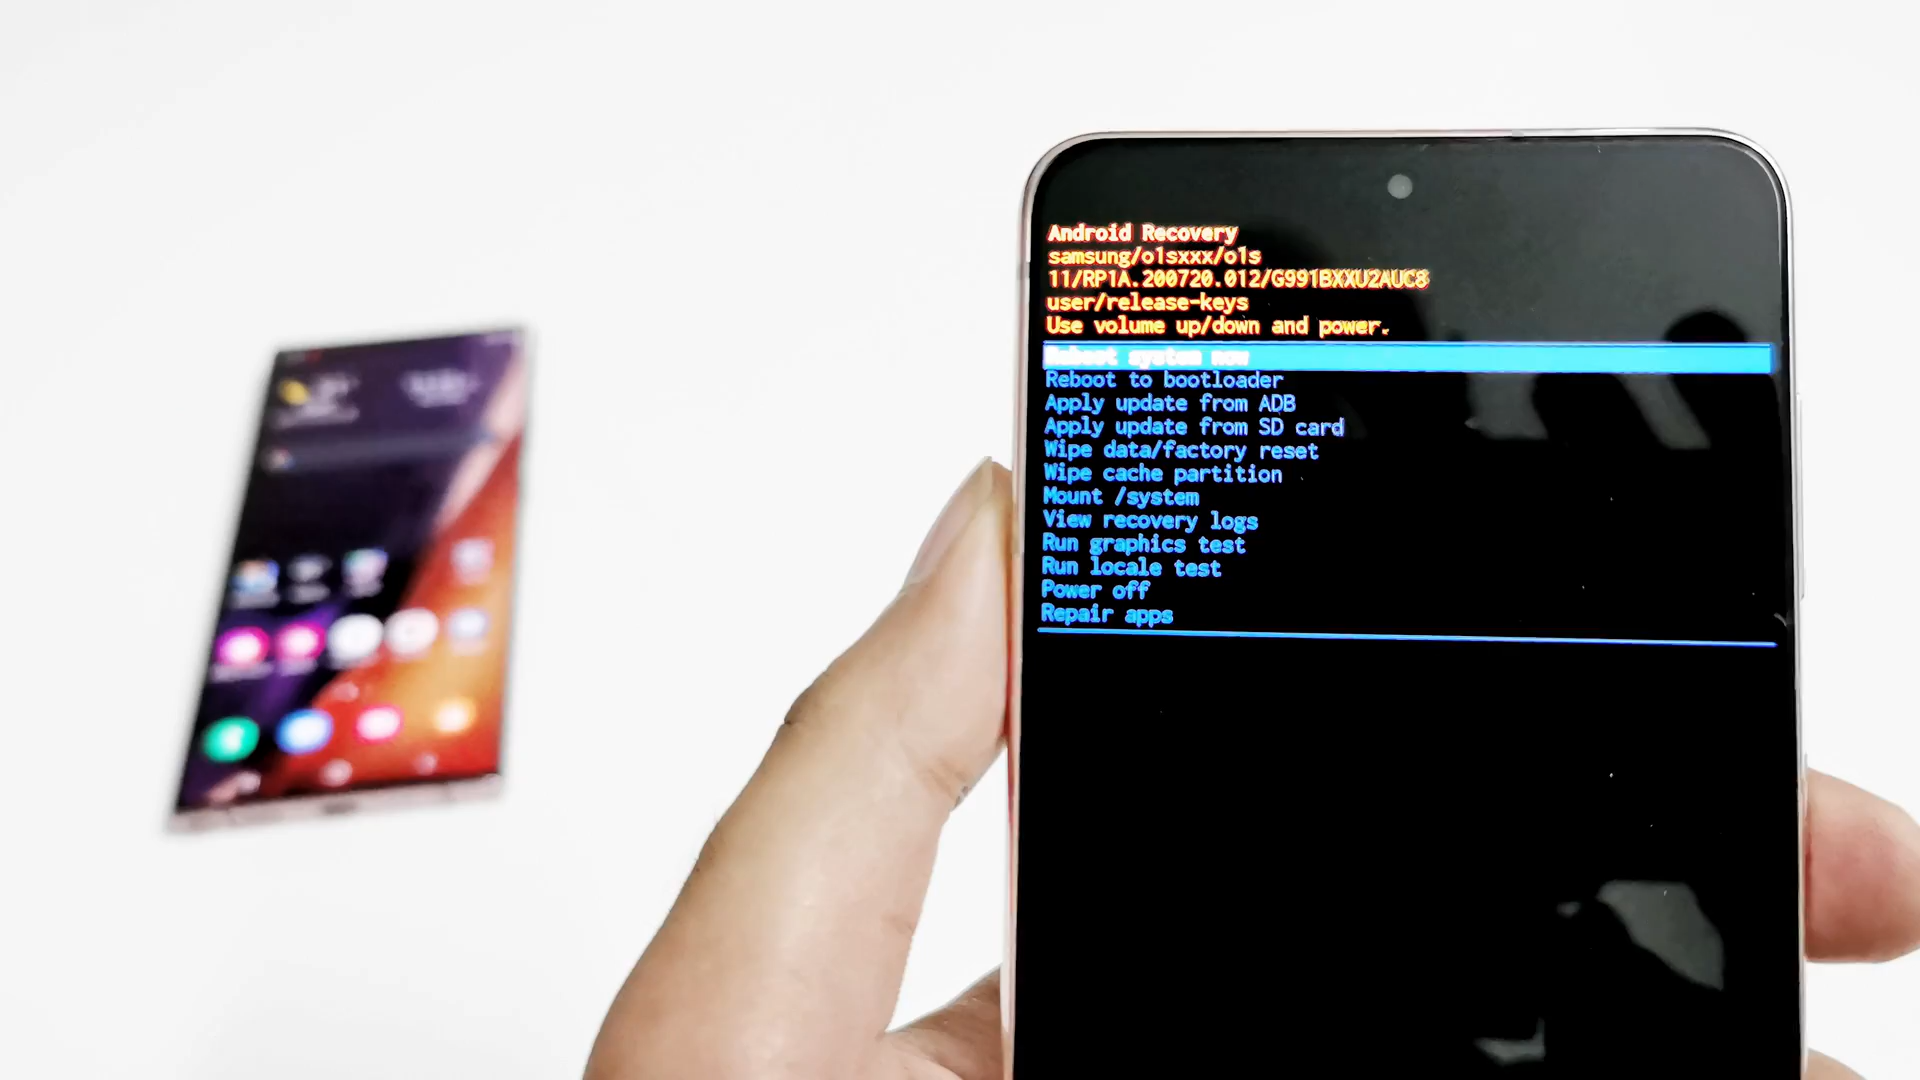 Android Recovery
samsung/o1sxxx/o1s
11/RP1A.200720.012/G991BXXU2AUC8
user/release-keys
Use volume up/down and power.
Reboot system now
Reboot to bootloader
Apply update from ADB
Apply update from SD card
Wipe data/factory reset
Wipe cache partition
Mount /system
View recovery logs
Run graphics test
Run locale test
Power off
Repair apps